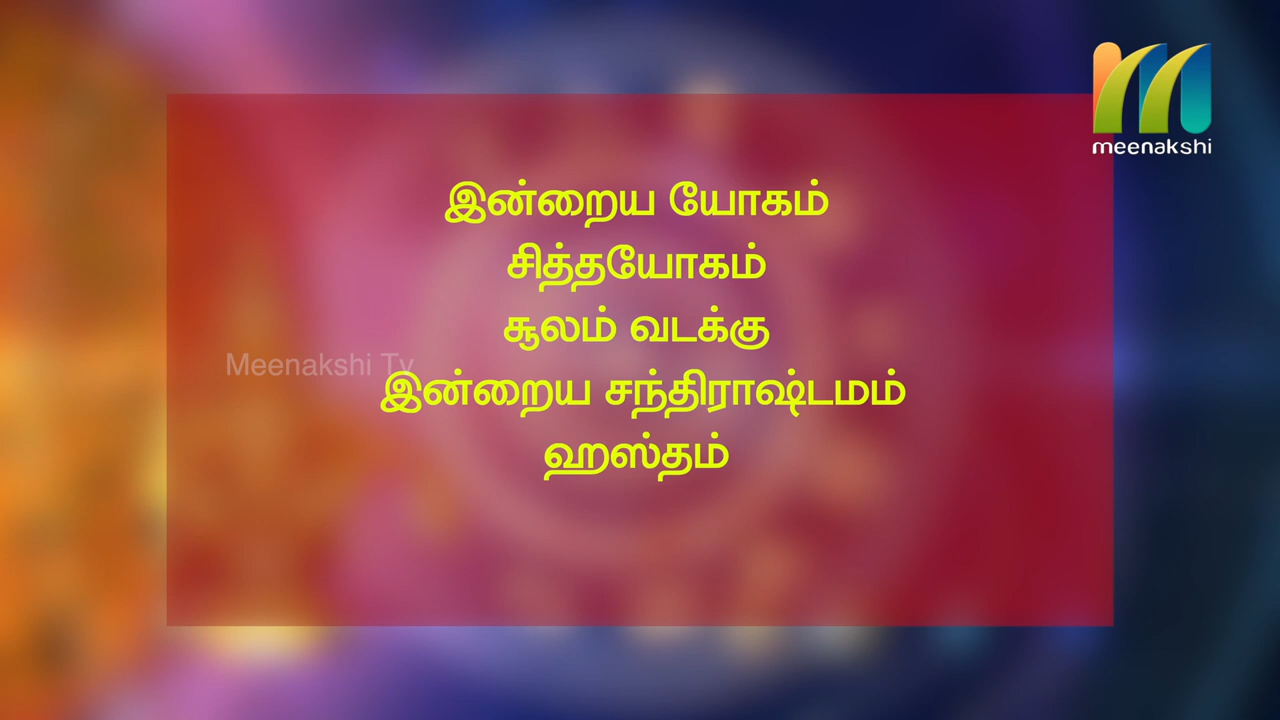 meenakshi
இன்றைய யோகம்
சித்தயோகம்
சூலம் வடக்கு
Meenakshi Tv
இன்றைய சந்திராஷ்டமம்
ஹஸ்தம்